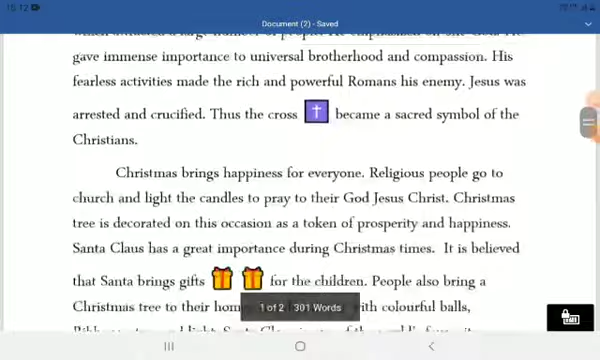 15:12
Document (2) - Saved
gave immense importance to universal brotherhood and compassion. His
fearless activities made the rich and powerful Romans his enemy. Jesus was
arrested and crucified. Thus the cross became a sacred symbol of the
Christians.
Christmas brings happiness for everyone. Religious people go to
church and light the candles to pray to their God Jesus Christ. Christmas
tree is decorated on this occasion as a token of prosperity and happiness.
Santa Claus has a great importance during Christmas times. It is believed
that Santa brings gifts for the children. People also bring a
Christmas tree to their with colourful balls,
1 of 2 - 301 Words